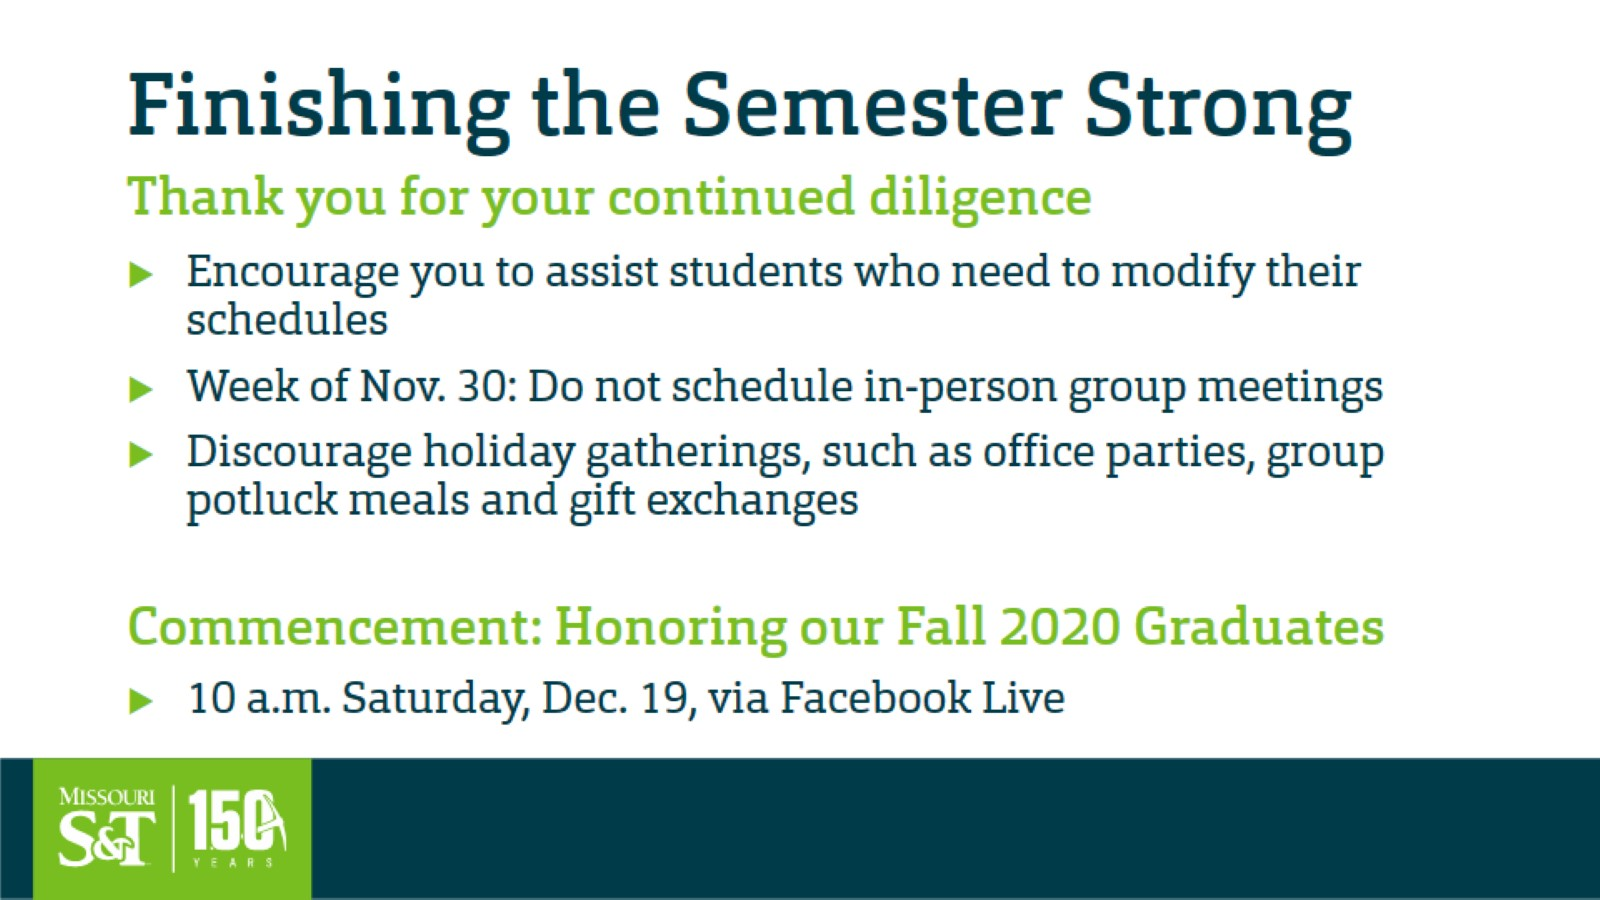 Finishing the Semester Strong
Thank you for your continued diligence
▶ Encourage you to assist students who need to modify their
schedules
▶ Week of Nov. 30: Do not schedule in-person group meetings
▶ Discourage holiday gatherings, such as office parties, group
potluck meals and gift exchanges
Commencement: Honoring our Fall 2020 Graduates
▶ 10 a.m. Saturday, Dec. 19, via Facebook Live
MISSOURI
S&T
150
YEARS